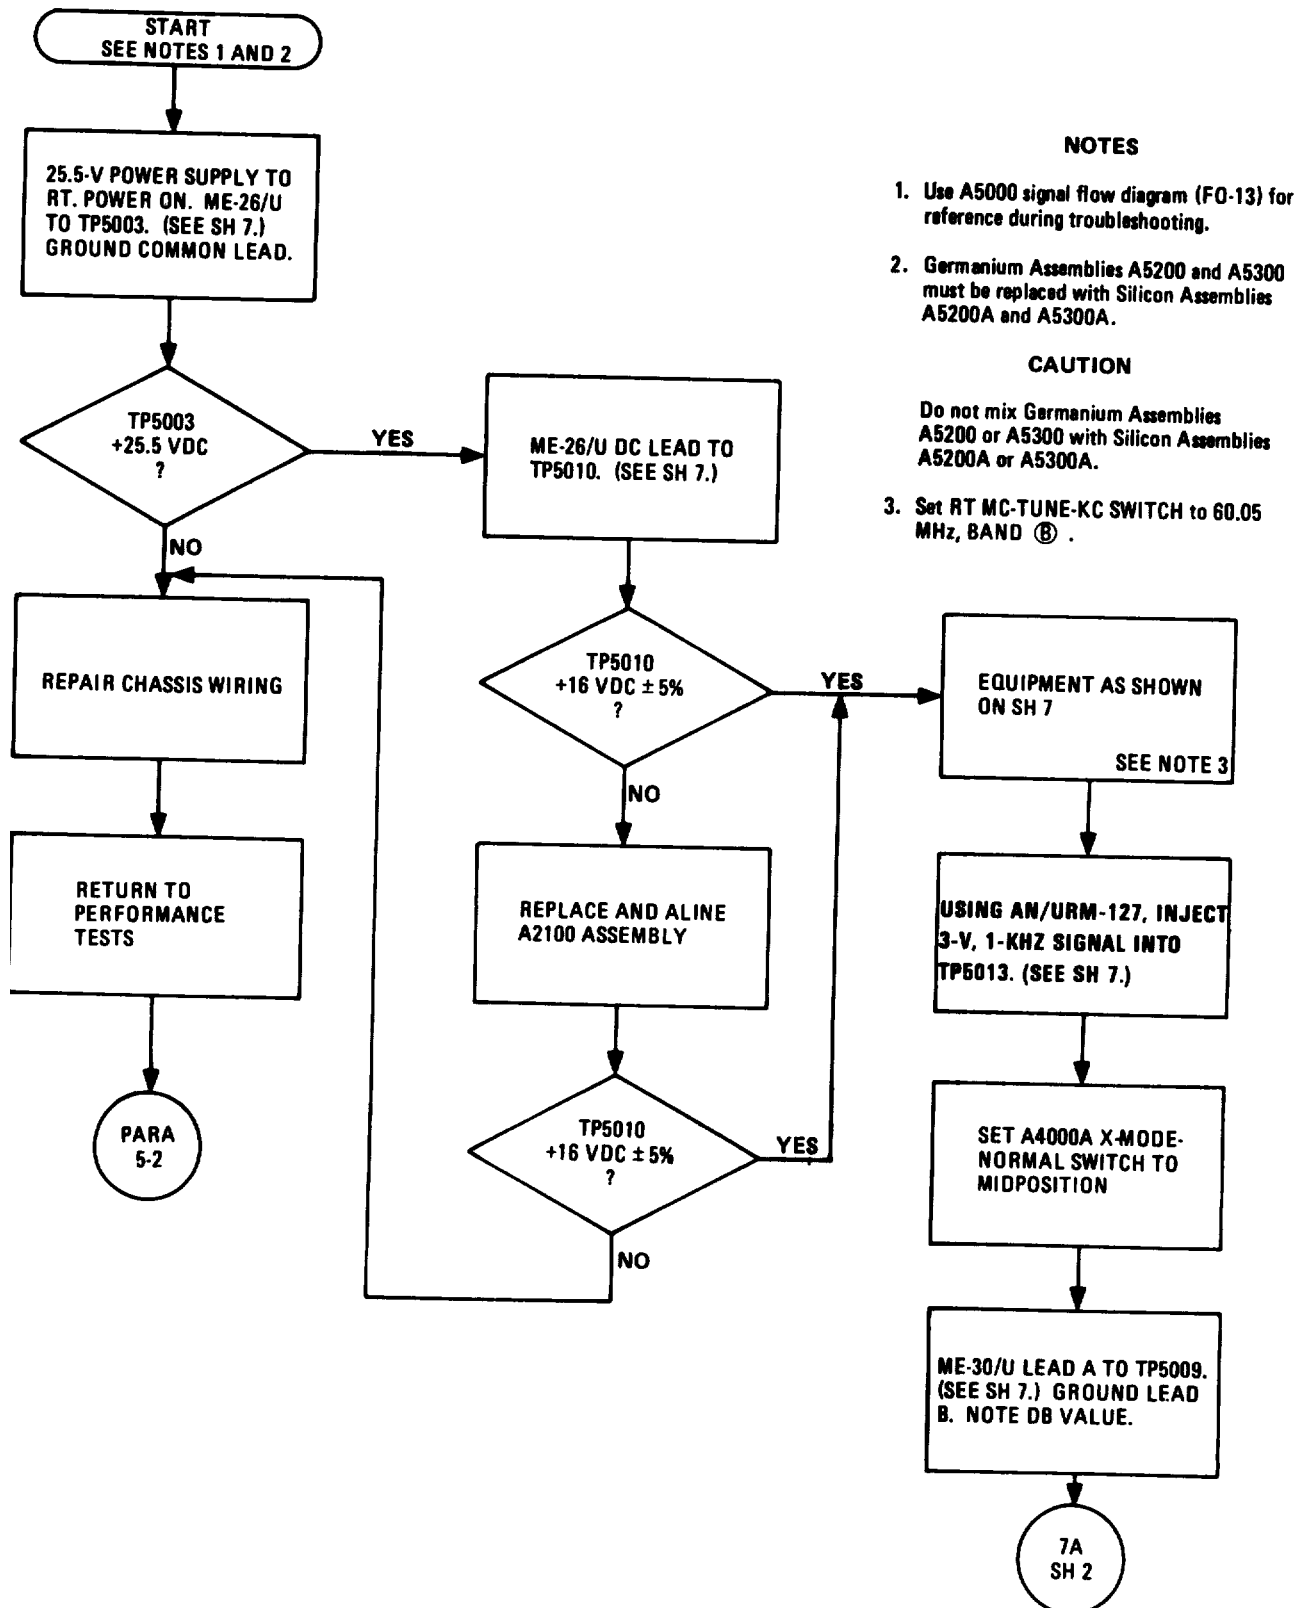 START
SEE NOTES 1 AND 2
25.5-V POWER SUPPLY TO
RT. POWER ON. ME-26/U
TO TP5003. (SEE SH 7.)
GROUND COMMON LEAD.
TP5003
+25.5 VDC
?
YES
NO
REPAIR CHASSIS WIRING
RETURN TO
PERFORMANCE
TESTS
PARA
5-2
ME-26/U DC LEAD TO
TP5010. (SEE SH 7.)
TP5010
+16 VDC ± 5%
?
YES
NO
REPLACE AND ALINE
A2100 ASSEMBLY
TP5010
+16 VDC ± 5%
?
YES
NO
NOTES
1. Use A5000 signal flow diagram (FO-13) for
reference during troubleshooting.
2. Germanium Assemblies A5200 and A5300
must be replaced with Silicon Assemblies
A5200A and A5300A.
CAUTION
Do not mix Germanium Assemblies
A5200 or A5300 with Silicon Assemblies
A5200A or A5300A.
3. Set RT MC-TUNE-KC SWITCH to 60.05
MHz, BAND Ⓑ .
EQUIPMENT AS SHOWN
ON SH 7
SEE NOTE 3
USING AN/URM-127, INJECT
3-V, 1-KHZ SIGNAL INTO
TP5013. (SEE SH 7.)
SET A4000A X-MODE-
NORMAL SWITCH TO
MIDPOSITION
ME-30/U LEAD A TO TP5009.
(SEE SH 7.) GROUND LEAD
B. NOTE DB VALUE.
7A
SH 2